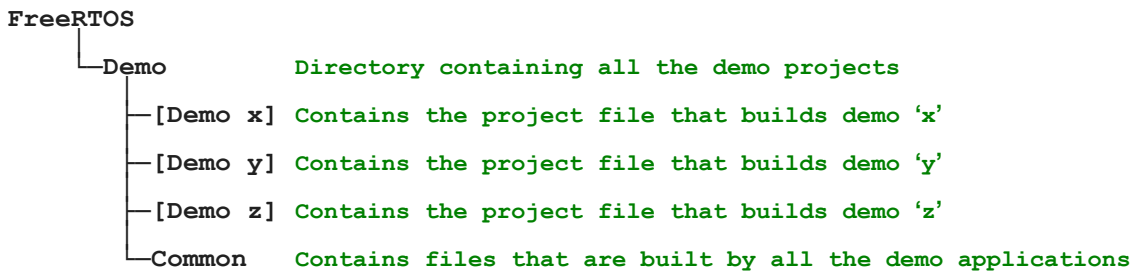 FreeRTOS
Demo Directory containing all the demo projects
[Demo x] Contains the project file that builds demo ‘x’
[Demo y] Contains the project file that builds demo ‘y’
[Demo z] Contains the project file that builds demo ‘z’
Common Contains files that are built by all the demo applications